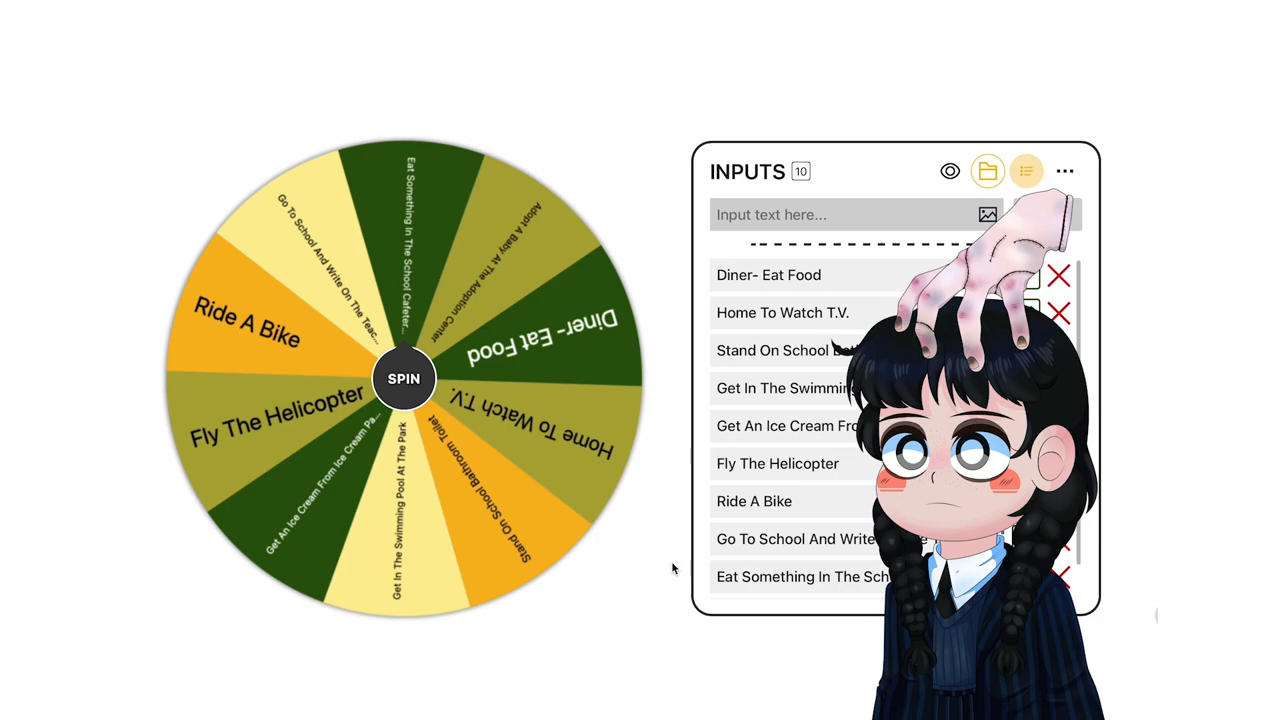 Eat Something In The School Cafeter...
Adopt A Baby At The Adoption Center
Diner- Eat Food
Home To Watch T.V.
Stand On School Bathroom Toilet
Get In The Swimming Pool At The Park
Get An Ice Cream From Ice Cream Pa...
Fly The Helicopter
Ride A Bike
Go To School And Write On The Teac...
SPIN
INPUTS 10
Input text here...
Diner- Eat Food
Home To Watch T.V.
Stand On School
Get In The Swimming
Get An Ice Cream
Fly The Helicopter
Ride A Bike
Go To School And Write
Eat Something In The Sch